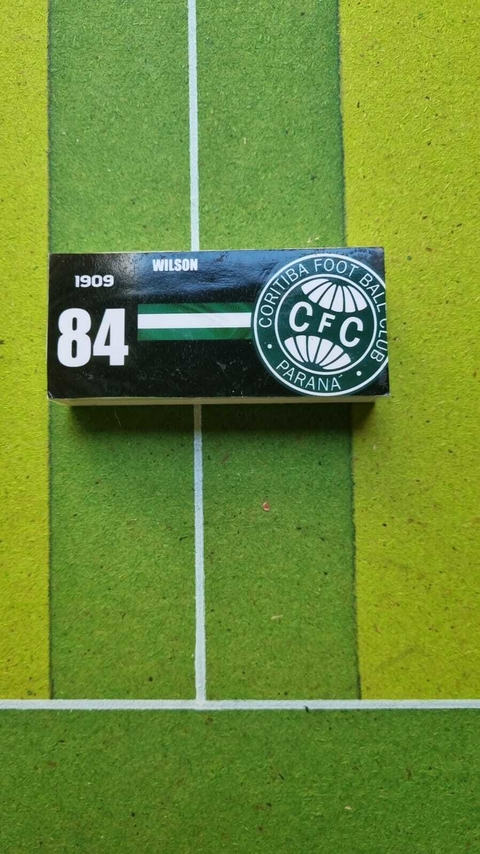 WILSON
1909
84
CORITIBA FOOT BALL CLUB
CFC
• PARANÁ •